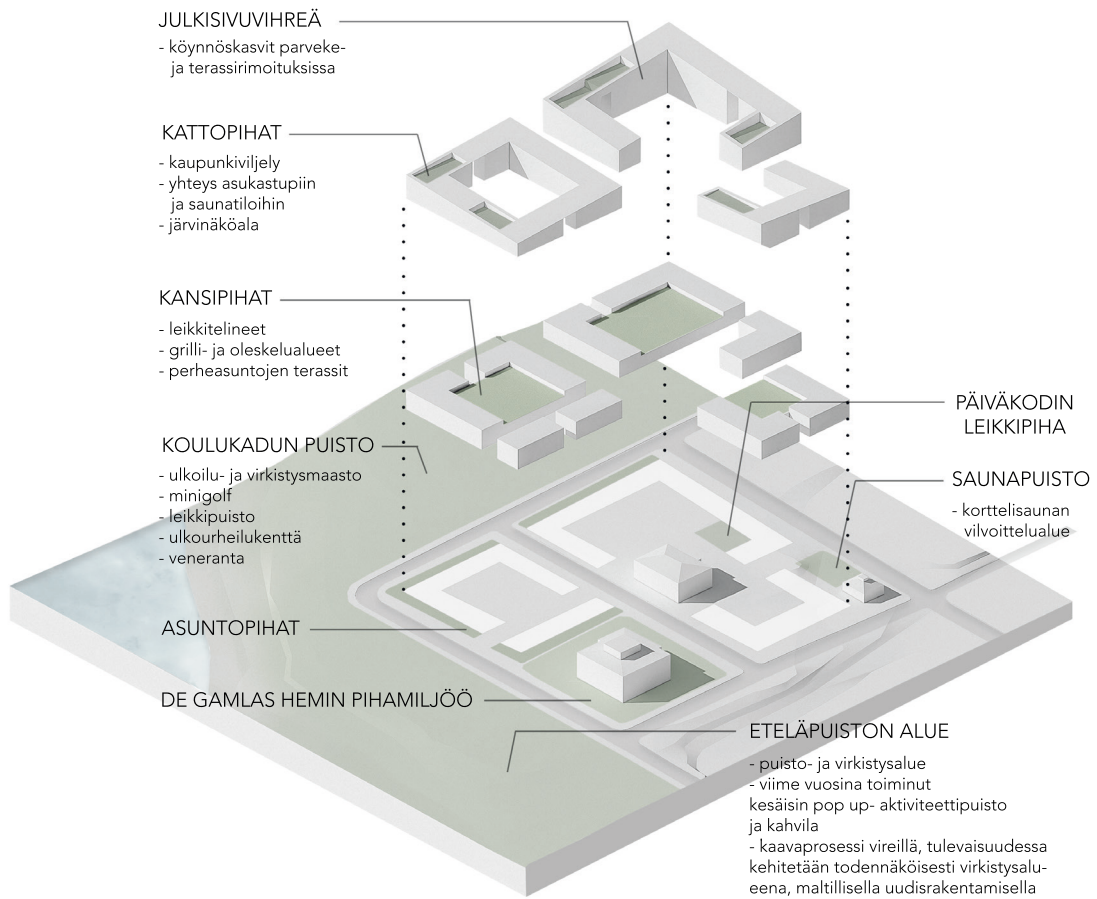 JULKISIVUVIHREÄ
- köynnöskasvit parveke-
ja terassirimoituksissa
KATTOPIHAT
- kaupunkiviljely
- yhteys asukastupiin
ja saunatiloihin
- järvinäköala
KANSIPIHAT
- leikkitelineet
- grilli- ja oleskelualueet
- perheasuntojen terassit
PÄIVÄKODIN
LEIKKIPIHA
KOULUKADUN PUISTO
- ulkoilu- ja virkistysmaasto
- minigolf
- leikkipuisto
- ulkourheilukenttä
- veneranta
SAUNAPUISTO
- korttelisaunan
vilvoittelualue
ASUNTOPIHAT
DE GAMLAS HEMIN PIHAMILJÖÖ
ETELÄPUISTON ALUE
- puisto- ja virkistysalue
- viime vuosina toiminut
kesäisin pop up- aktiviteettipuisto
ja kahvila
- kaavaprosessi vireillä, tulevaisuudessa
kehitetään todennäköisesti virkistysalu-
eena, maltillisella uudisrakentamisella